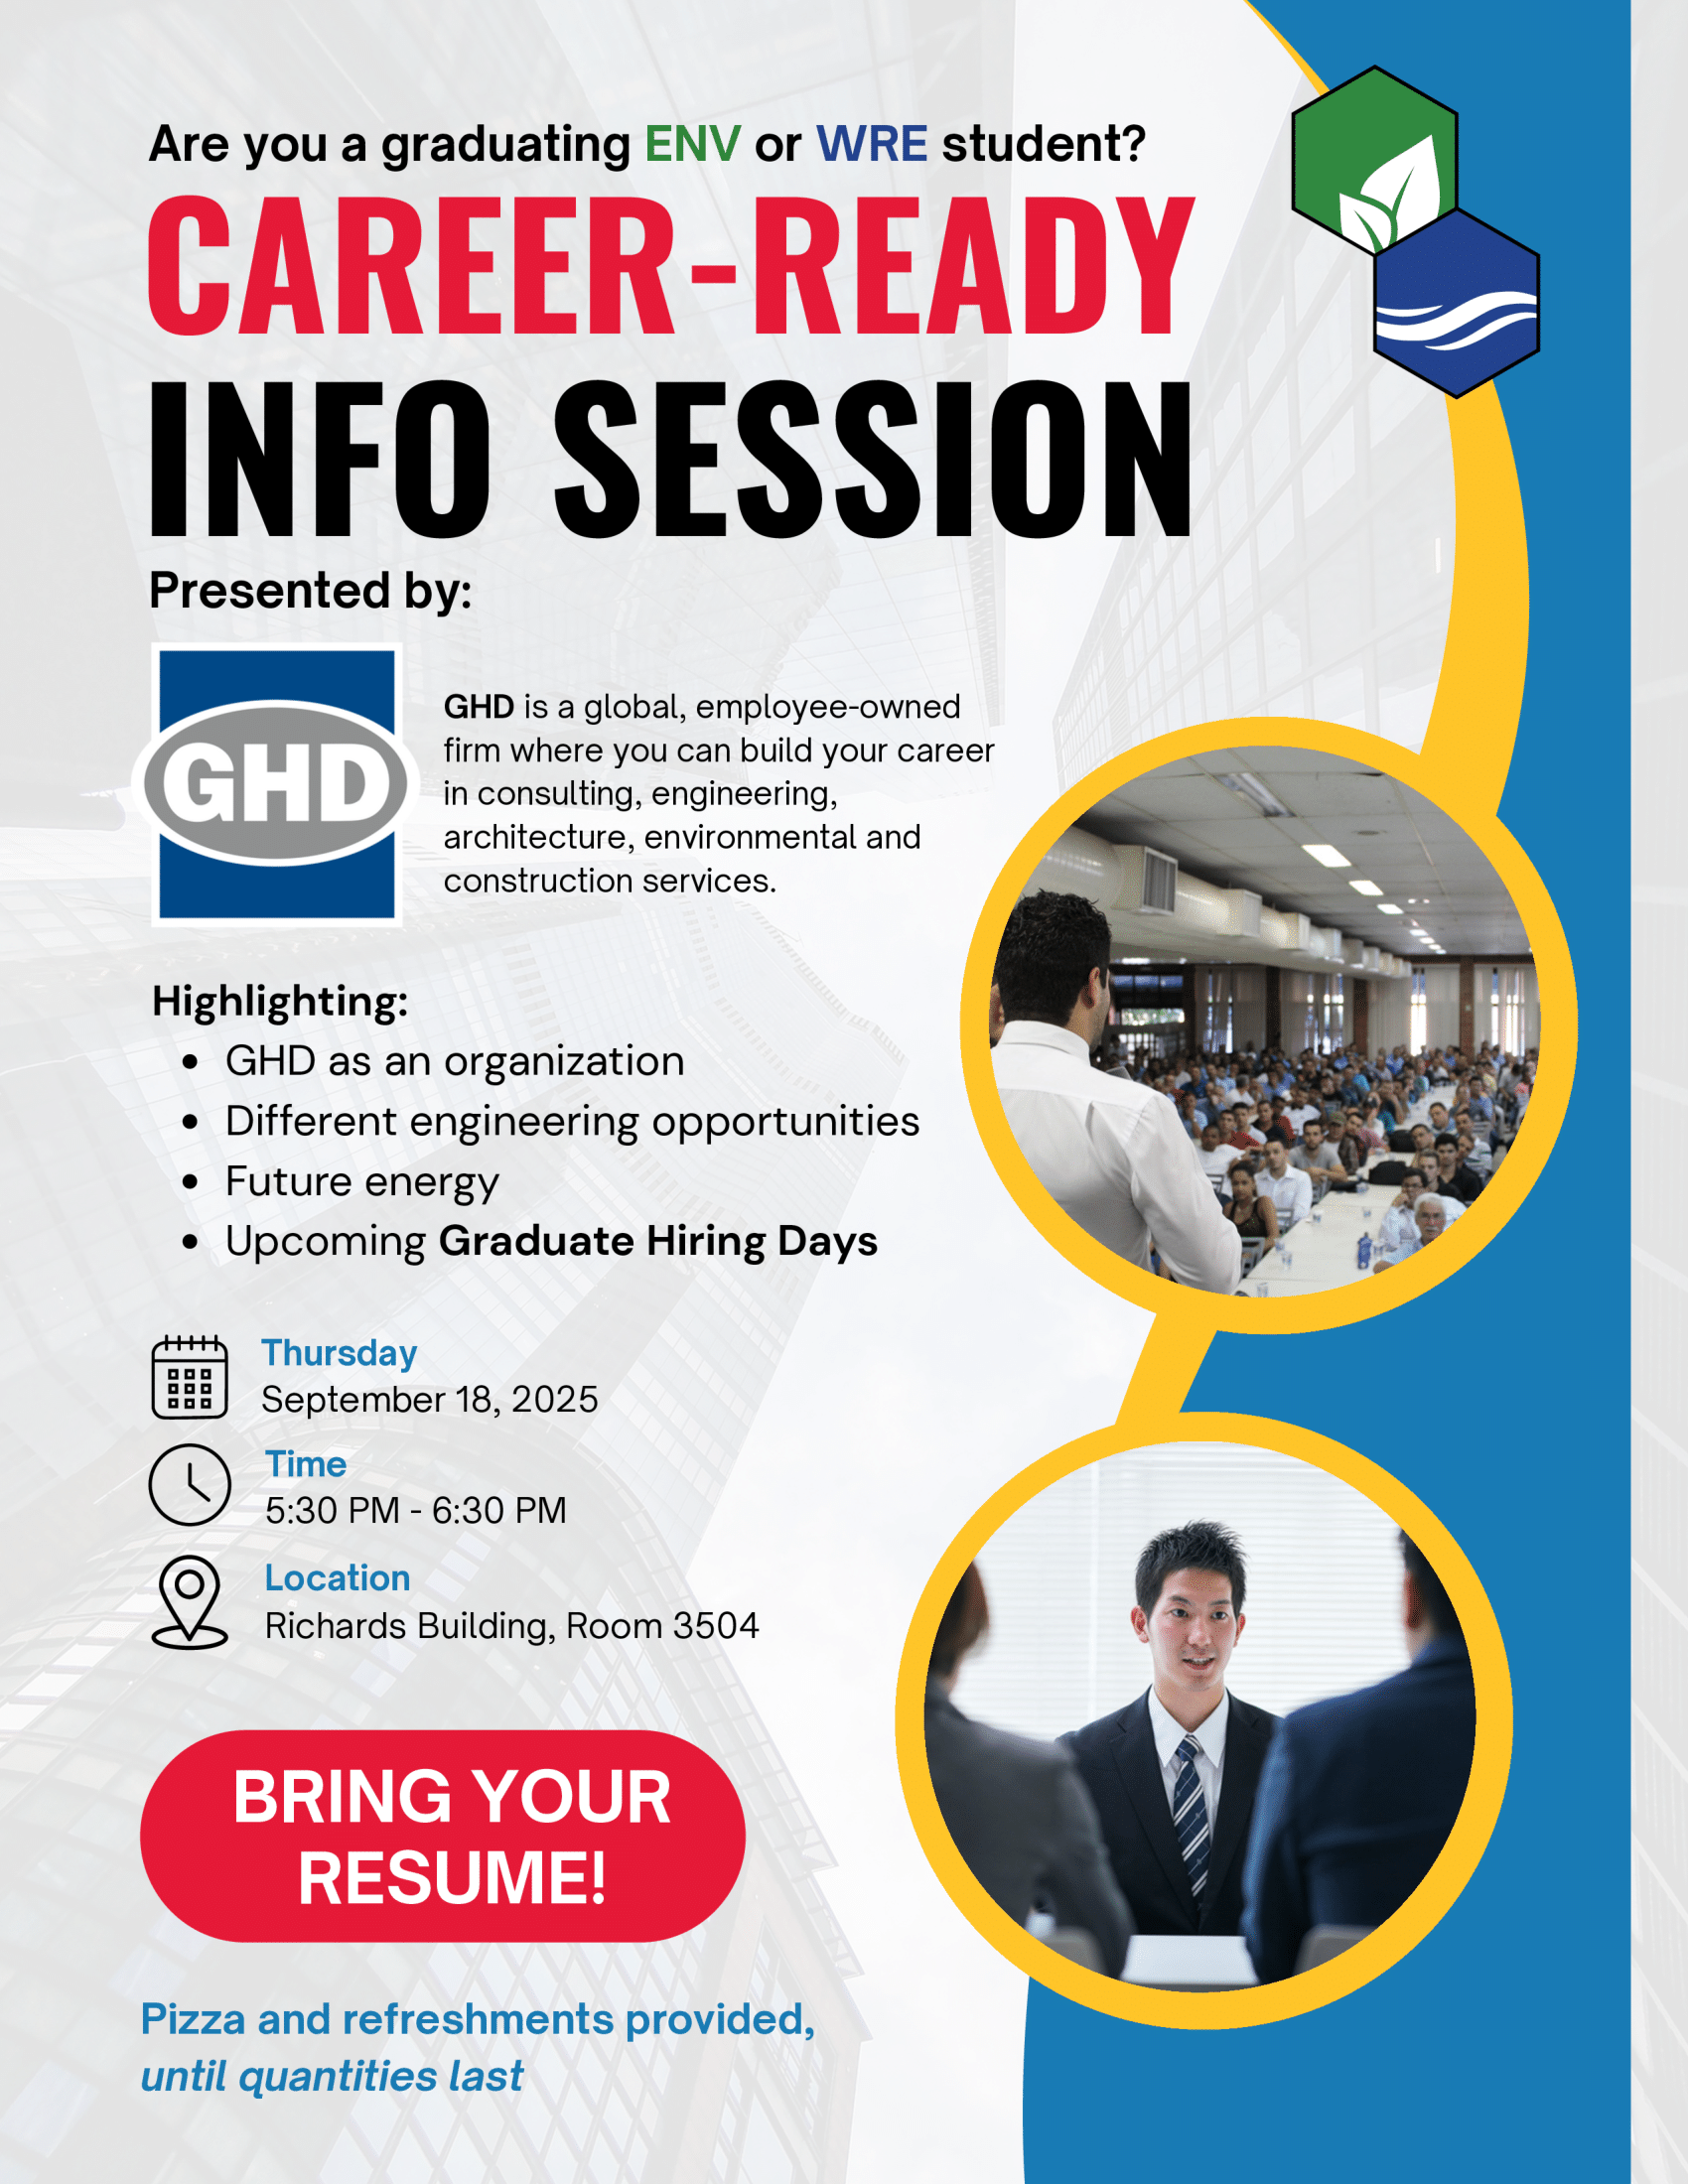 Are you a graduating ENV or WRE student?
CAREER-READY
INFO SESSION
Presented by:
GHD
GHD is a global, employee-owned
firm where you can build your career
in consulting, engineering,
architecture, environmental and
construction services.
Highlighting:
• GHD as an organization
• Different engineering opportunities
• Future energy
• Upcoming Graduate Hiring Days
Thursday
September 18, 2025
Time
5:30 PM - 6:30 PM
Location
Richards Building, Room 3504
BRING YOUR
RESUME!
Pizza and refreshments provided,
until quantities last